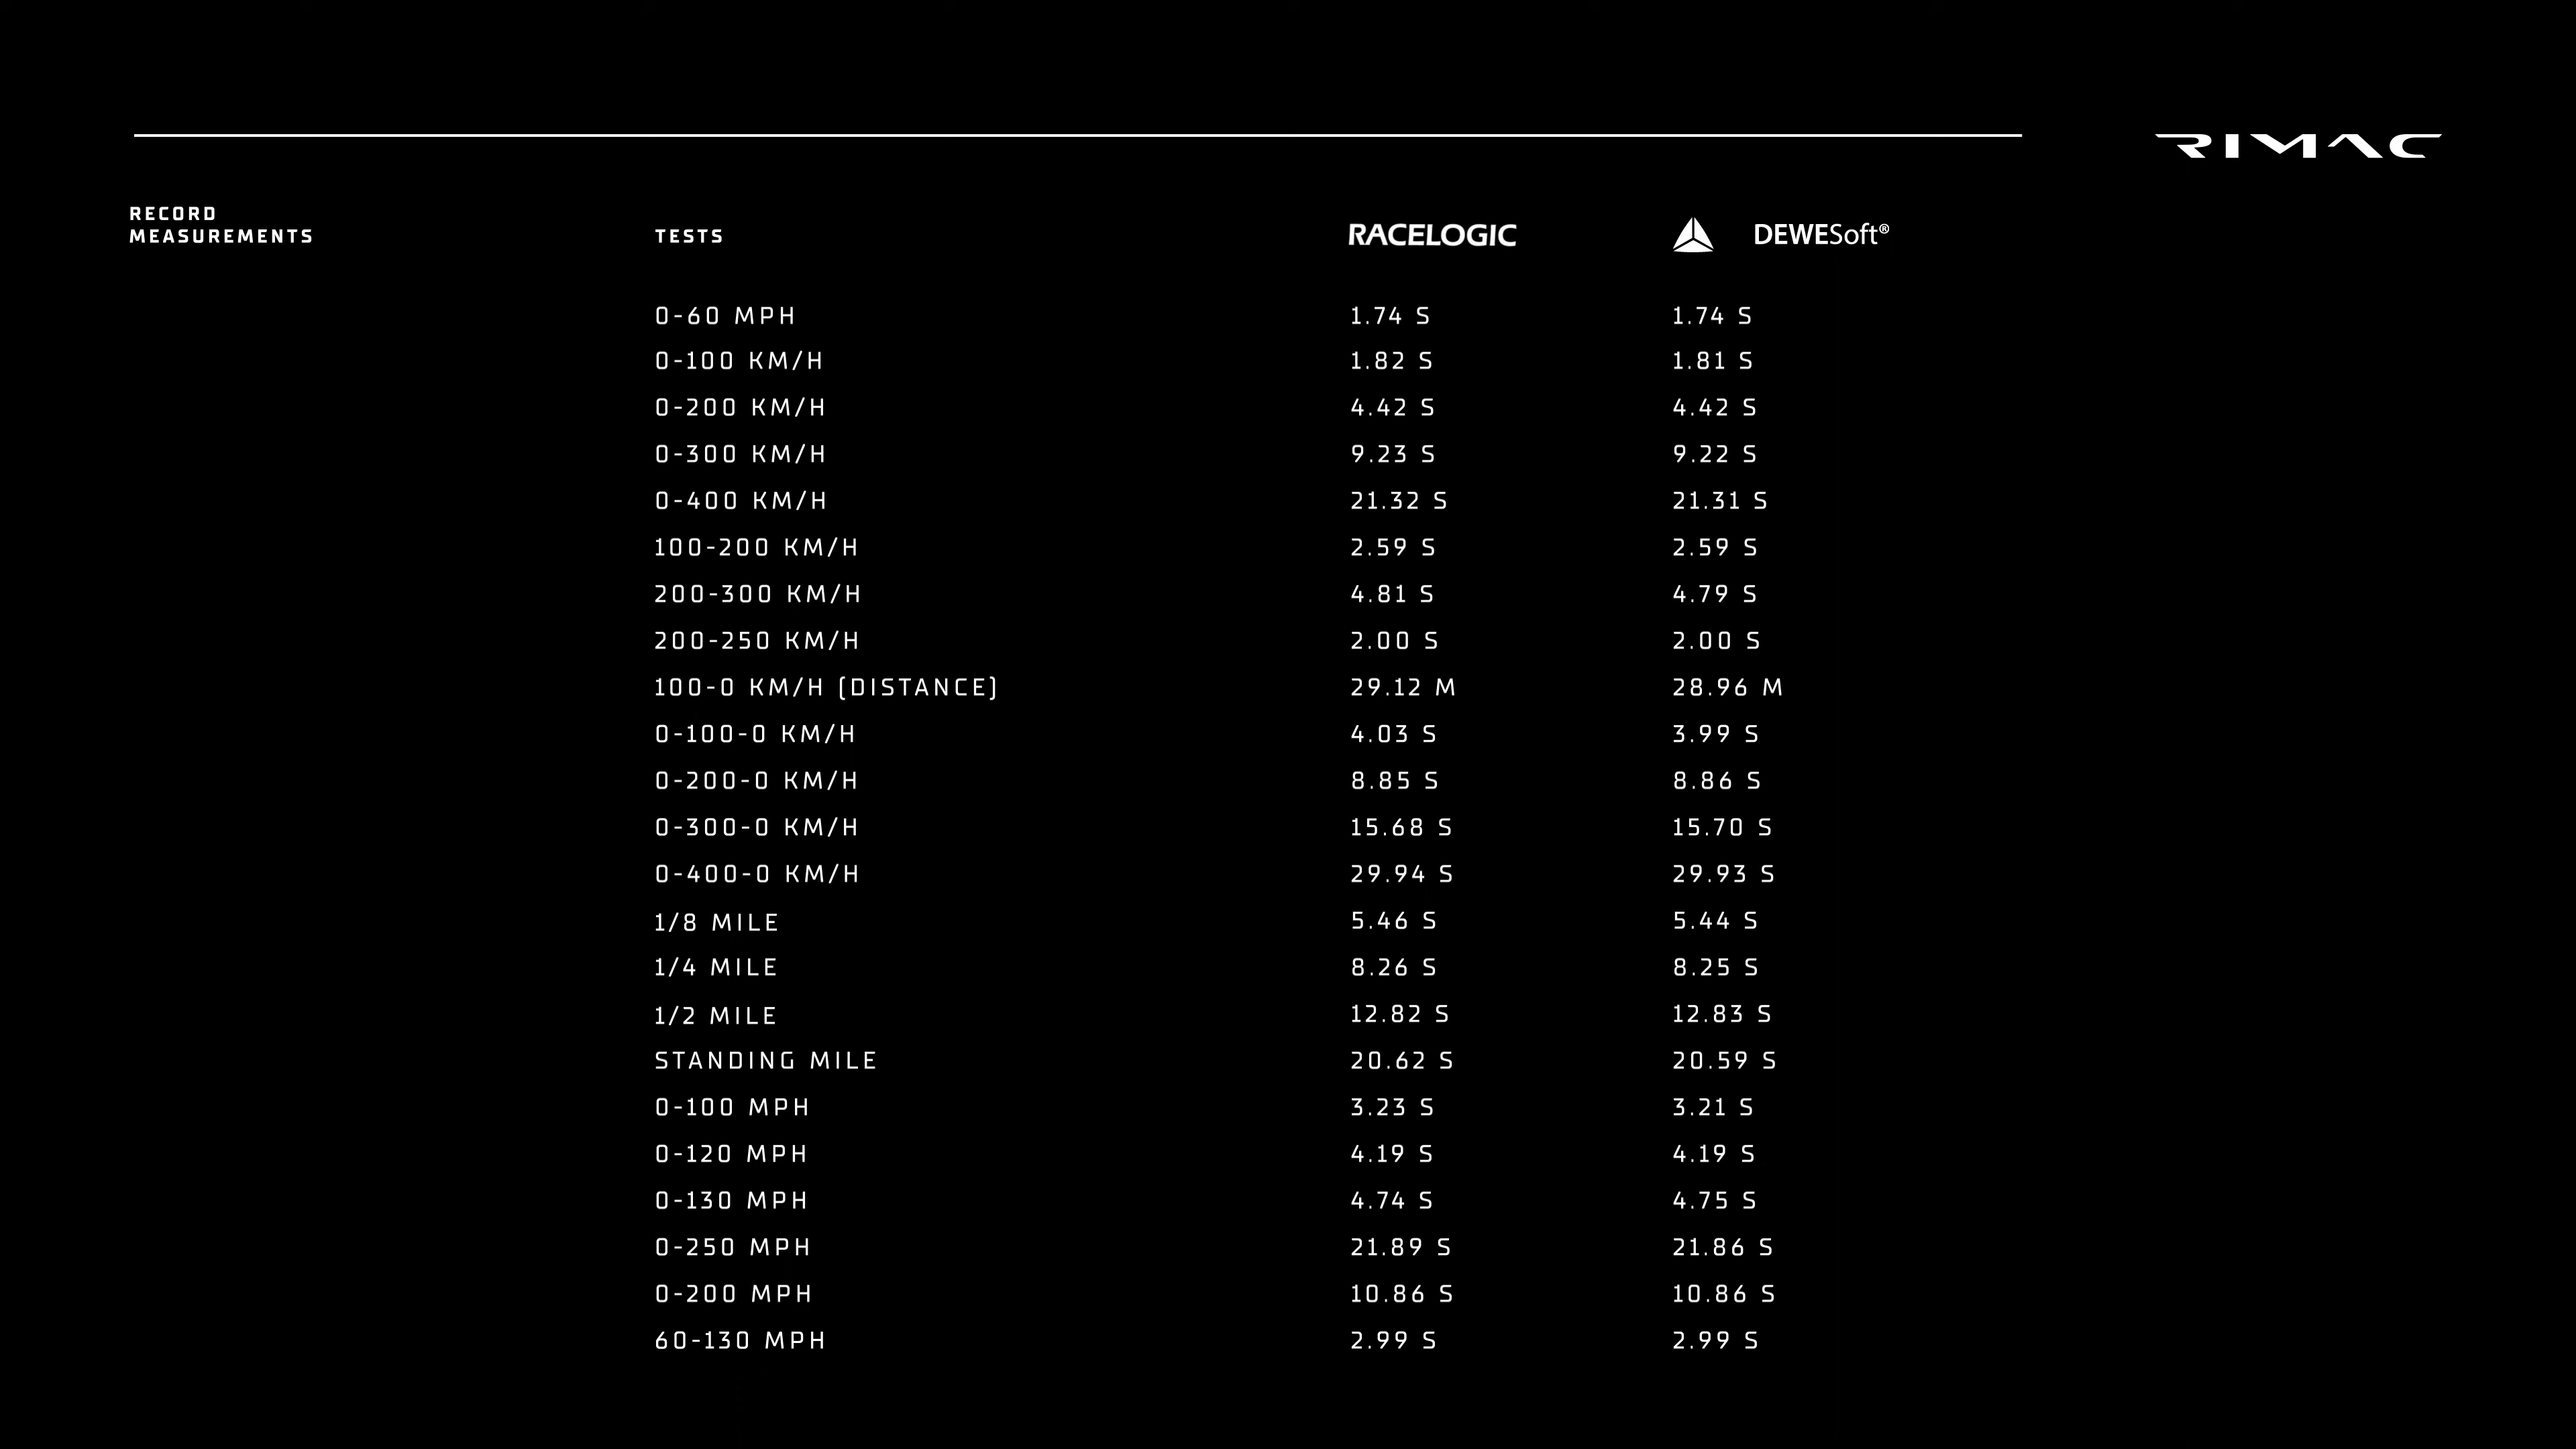 RIMAC
RECORD
MEASUREMENTS
TESTS RACELOGIC DEWESoft®
0-60 MPH 1.74 S 1.74 S
0-100 KM/H 1.82 S 1.81 S
0-200 KM/H 4.42 S 4.42 S
0-300 KM/H 9.23 S 9.22 S
0-400 KM/H 21.32 S 21.31 S
100-200 KM/H 2.59 S 2.59 S
200-300 KM/H 4.81 S 4.79 S
200-250 KM/H 2.00 S 2.00 S
100-0 KM/H (DISTANCE) 29.12 M 28.96 M
0-100-0 KM/H 4.03 S 3.99 S
0-200-0 KM/H 8.85 S 8.86 S
0-300-0 KM/H 15.68 S 15.70 S
0-400-0 KM/H 29.94 S 29.93 S
1/8 MILE 5.46 S 5.44 S
1/4 MILE 8.26 S 8.25 S
1/2 MILE 12.82 S 12.83 S
STANDING MILE 20.62 S 20.59 S
0-100 MPH 3.23 S 3.21 S
0-120 MPH 4.19 S 4.19 S
0-130 MPH 4.74 S 4.75 S
0-250 MPH 21.89 S 21.86 S
0-200 MPH 10.86 S 10.86 S
60-130 MPH 2.99 S 2.99 S